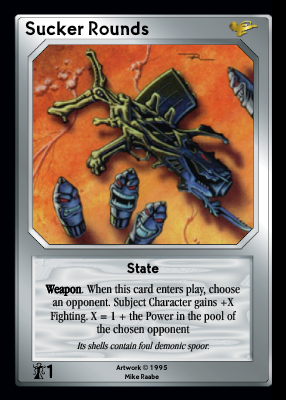 Sucker Rounds
State
Weapon. When this card enters play, choose
an opponent. Subject Character gains +X
Fighting. X = 1 + the Power in the pool of
the chosen opponent
Its shells contain foul demonic spoor.
1
Artwork © 1995
Mike Raabe